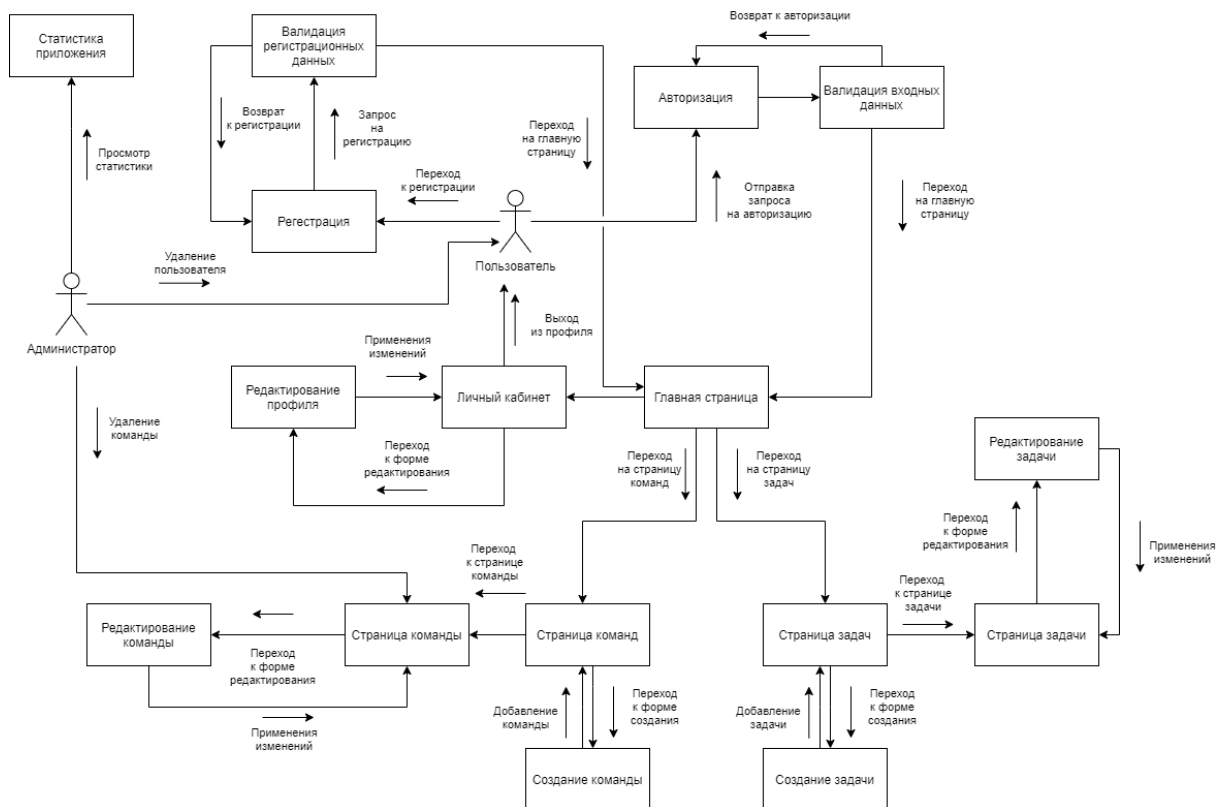 Возврат к авторизации
Статистика
приложения
Валидация
регистрационных
данных
Авторизация
Валидация входных
данных
Возврат
к регистрации
Запрос
на
регистрацию
Переход
на главную
страницу
Просмотр
статистики
Переход
к регистрации
Отправка
запроса
на авторизацию
Переход
на главную
страницу
Регестрация
Удаление
пользователя
Пользователь
Выход
из профиля
Администратор
Применения
изменений
Редактирование
профиля
Личный кабинет
Главная страница
Удаление
команды
Переход
к форме
редактирования
Переход
на страницу
команд
Переход
на страницу
задач
Редактирование
задачи
Переход
к форме
редактирования
Применения
изменений
Переход
к странице
команды
Переход
к странице
задачи
Редактирование
команды
Страница команды
Страница команд
Страница задач
Страница задачи
Переход
к форме
редактирования
Применения
изменений
Добавление
команды
Переход
к форме
создания
Добавление
задачи
Переход
к форме
создания
Создание команды
Создание задачи